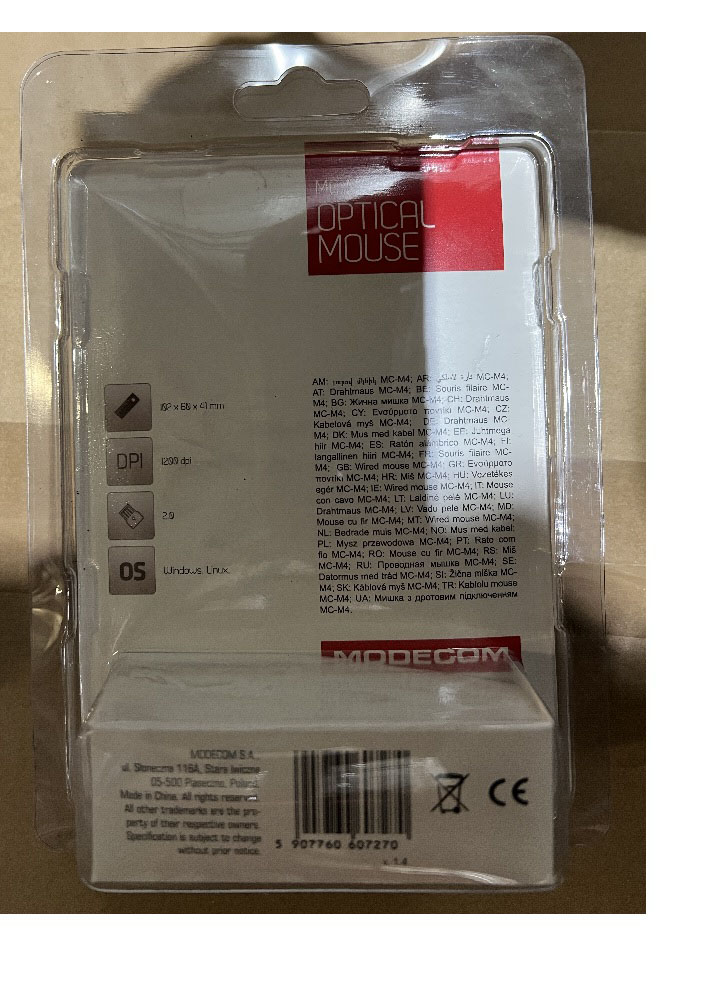 OPTICAL
MOUSE
102 x 60 x 41 mm
DPI
1200 dpi
2.0
OS
Windows, Linux.
AM: MC-M4; AR: MC-M4;
AT: Drahtmaus MC-M4; BE: Souris filaire MC-
M4; BG: Жична мишка MC-M4; CH: Drahtmaus
MC-M4; CY: Ενσύρματο ποντίκι MC-M4; CZ:
Kabelová myš MC-M4; DE: Drahtmaus MC-
M4; DK: Mus med kabel MC-M4; EE: Juhtmega
hiir MC-M4; ES: Ratón alámbrico MC-M4; FI:
langallinen hiiri MC-M4; FR: Souris filaire MC-
M4; GB: Wired mouse MC-M4; GR: Ενσύρματο
ποντίκι MC-M4; HR: Miš MC-M4; HU: Vezetékes
egér MC-M4; IE: Wired mouse MC-M4; IT: Mouse
con cavo MC-M4; LT: Laidinė pelė MC-M4; LU:
Drahtmaus MC-M4; LV: Vadu pele MC-M4; MD:
Mouse cu fir MC-M4; MT: Wired mouse MC-M4;
NL: Bedrade muis MC-M4; NO: Mus med kabel;
PL: Mysz przewodowa MC-M4; PT: Rato com
fio MC-M4; RO: Mouse cu fir MC-M4; RS: Miš
MC-M4; RU: Проводная мышка MC-M4; SE:
Datormus med tråd MC-M4; SI: Žična miška MC-
M4; SK: Káblová myš MC-M4; TR: Kablolu mouse
MC-M4; UA: Мишка з дротовим підключенням
MC-M4.
MODECOM
MODECOM S.A.,
ul. Słoneczna 116A, Stara Iwiczna
05-500 Piaseczno, Poland.
Made in China. All rights reserved.
All other trademarks are the pro-
perty of their respective owners.
Specification is subject to change
without prior notice.
5 907760 607270
v. 1.4
CE